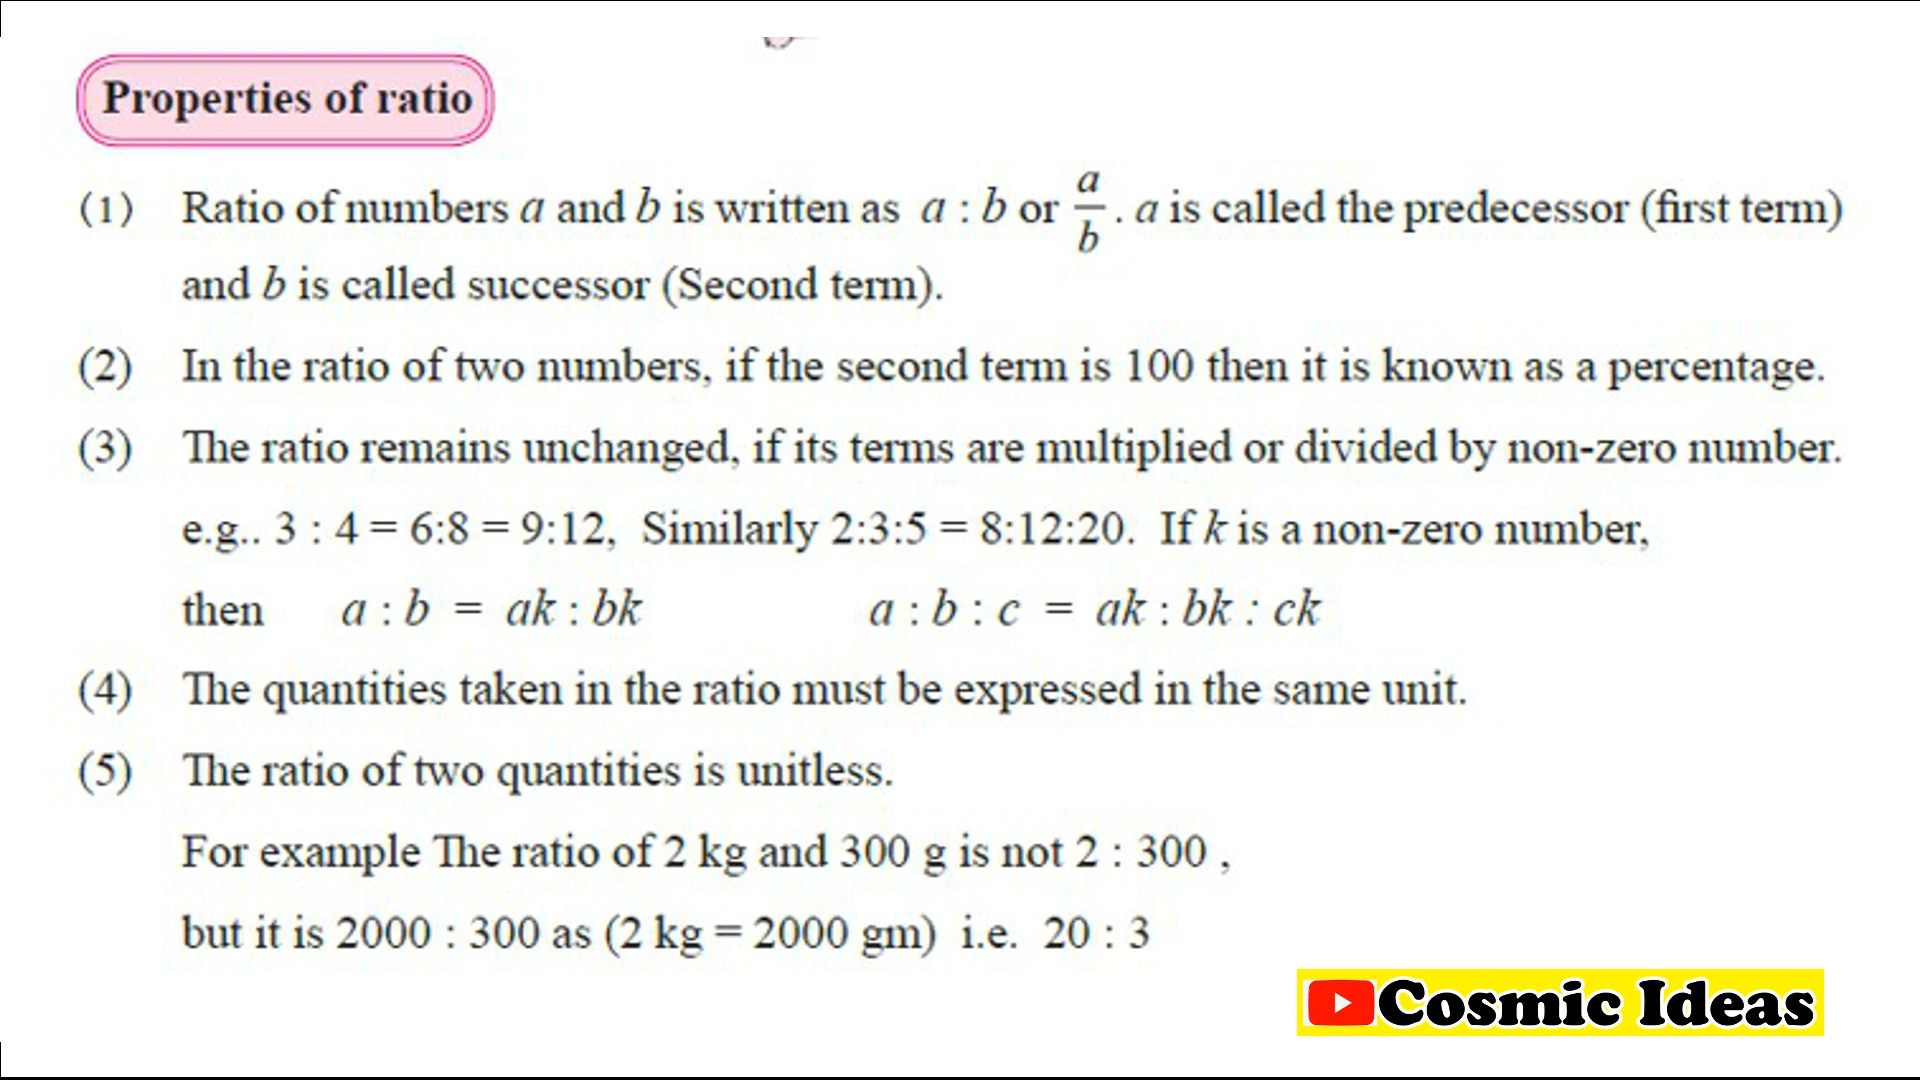 Properties of ratio
(1) Ratio of numbers a and b is written as a : b or a/b . a is called the predecessor (first term)
and b is called successor (Second term).
(2) In the ratio of two numbers, if the second term is 100 then it is known as a percentage.
(3) The ratio remains unchanged, if its terms are multiplied or divided by non-zero number.
e.g.. 3 : 4 = 6:8 = 9:12, Similarly 2:3:5 = 8:12:20. If k is a non-zero number,
then a : b = ak : bk a : b : c = ak : bk : ck
(4) The quantities taken in the ratio must be expressed in the same unit.
(5) The ratio of two quantities is unitless.
For example The ratio of 2 kg and 300 g is not 2 : 300 ,
but it is 2000 : 300 as (2 kg = 2000 gm) i.e. 20 : 3
Cosmic Ideas